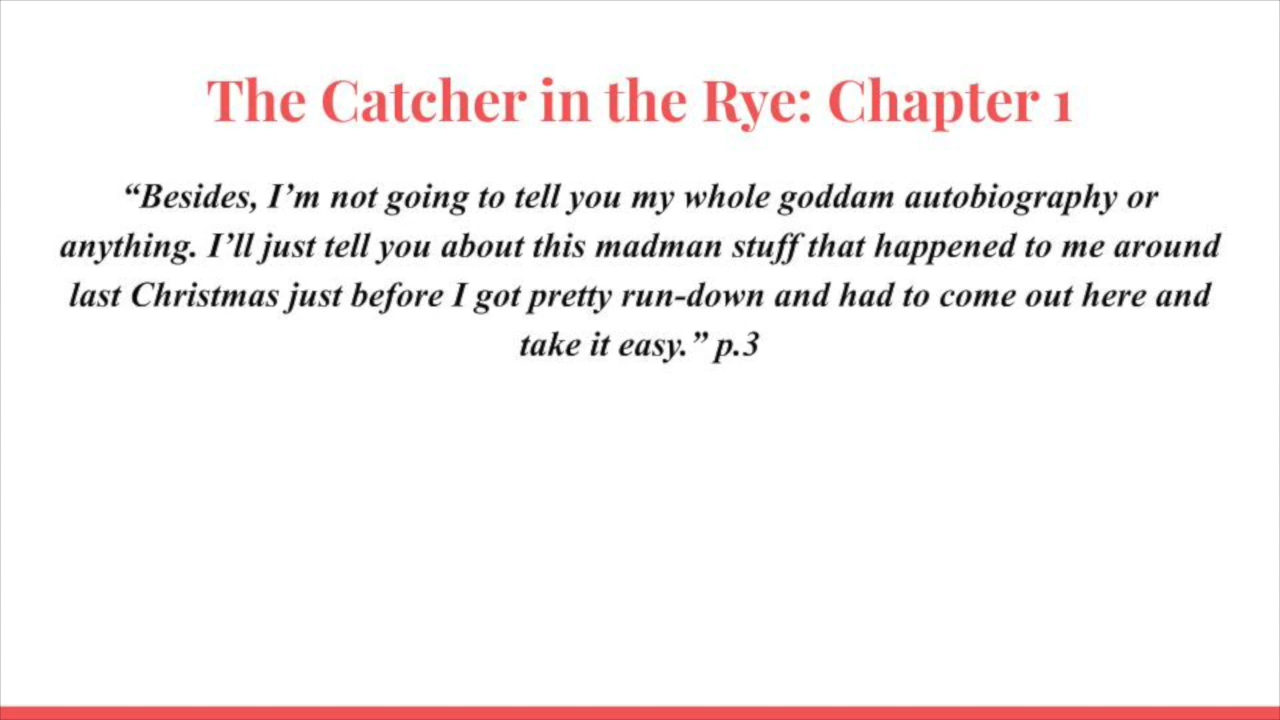 The Catcher in the Rye: Chapter 1
“Besides, I’m not going to tell you my whole goddam autobiography or
anything. I’ll just tell you about this madman stuff that happened to me around
last Christmas just before I got pretty run-down and had to come out here and
take it easy.” p.3